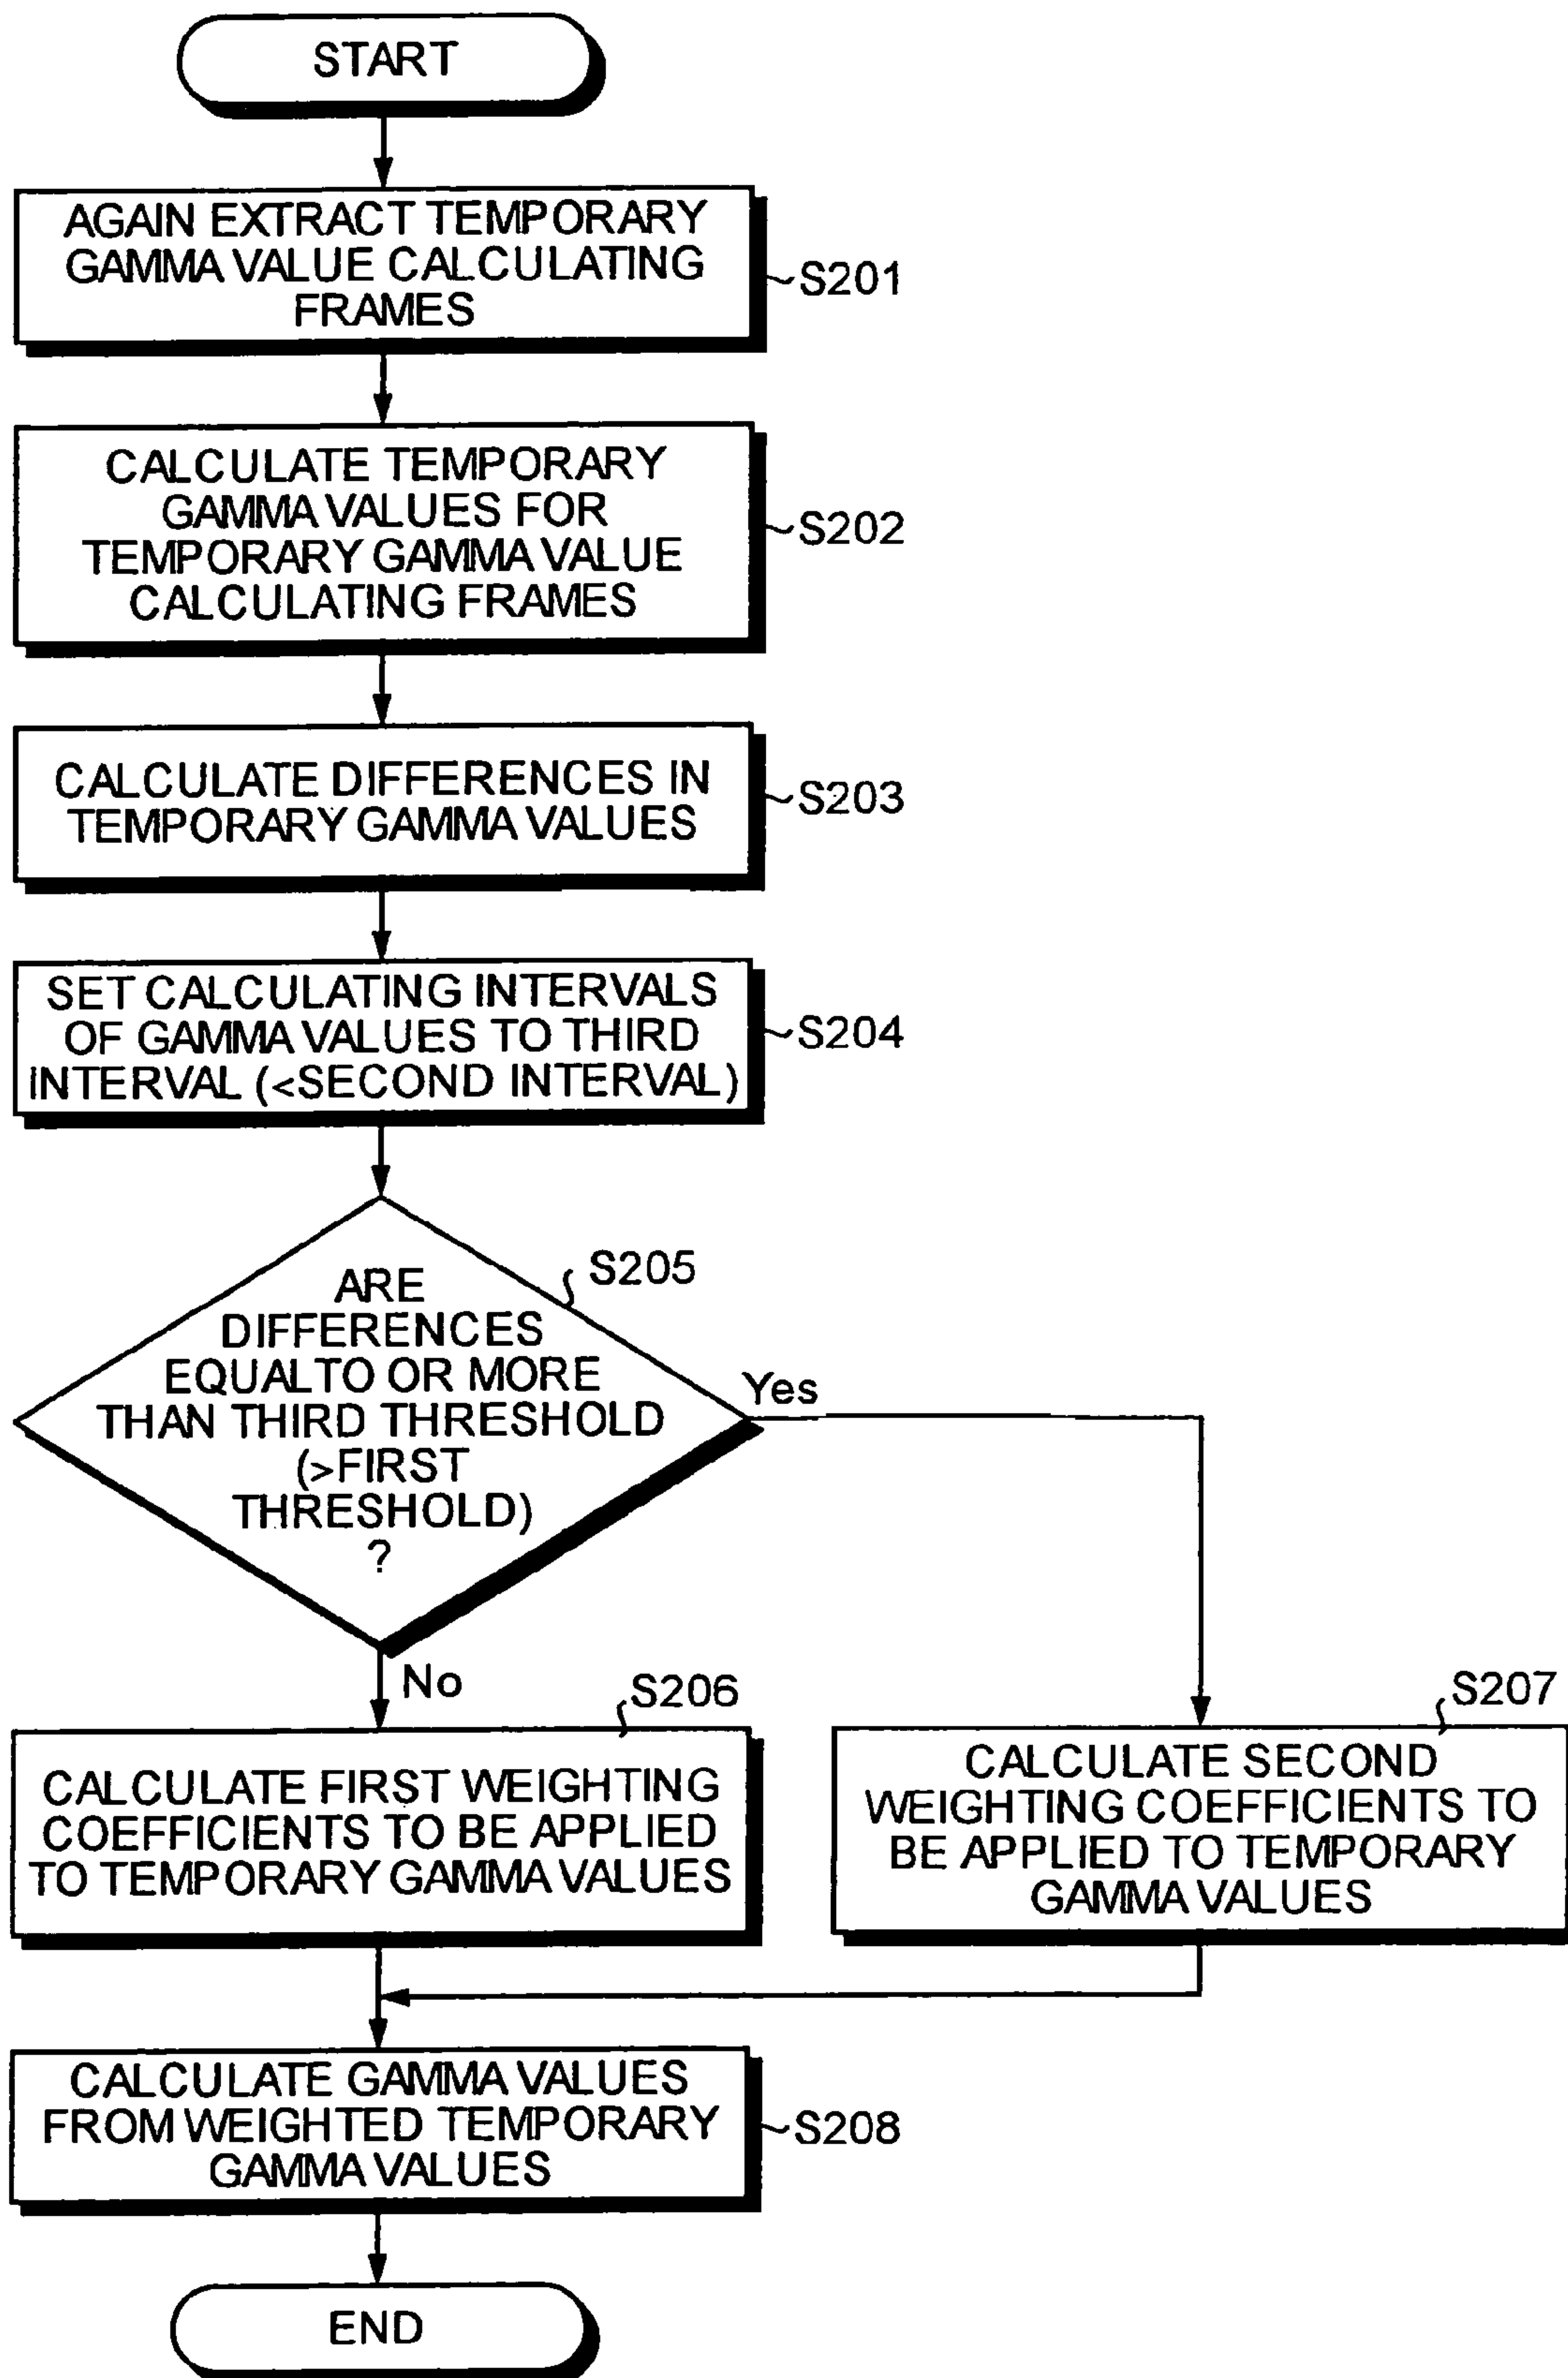 START
AGAIN EXTRACT TEMPORARY
GAMMA VALUE CALCULATING
FRAMES
S201
CALCULATE TEMPORARY
GAMMA VALUES FOR
TEMPORARY GAMMA VALUE
CALCULATING FRAMES
S202
CALCULATE DIFFERENCES IN
TEMPORARY GAMMA VALUES
S203
SET CALCULATING INTERVALS
OF GAMMA VALUES TO THIRD
INTERVAL (<SECOND INTERVAL)
S204
S205
ARE
DIFFERENCES
EQUALTO OR MORE
THAN THIRD THRESHOLD
(>FIRST
THRESHOLD)
?
Yes
No
S206
CALCULATE FIRST WEIGHTING
COEFFICIENTS TO BE APPLIED
TO TEMPORARY GAMMA VALUES
S207
CALCULATE SECOND
WEIGHTING COEFFICIENTS TO
BE APPLIED TO TEMPORARY
GAMMA VALUES
CALCULATE GAMMA VALUES
FROM WEIGHTED TEMPORARY
GAMMA VALUES
S208
END